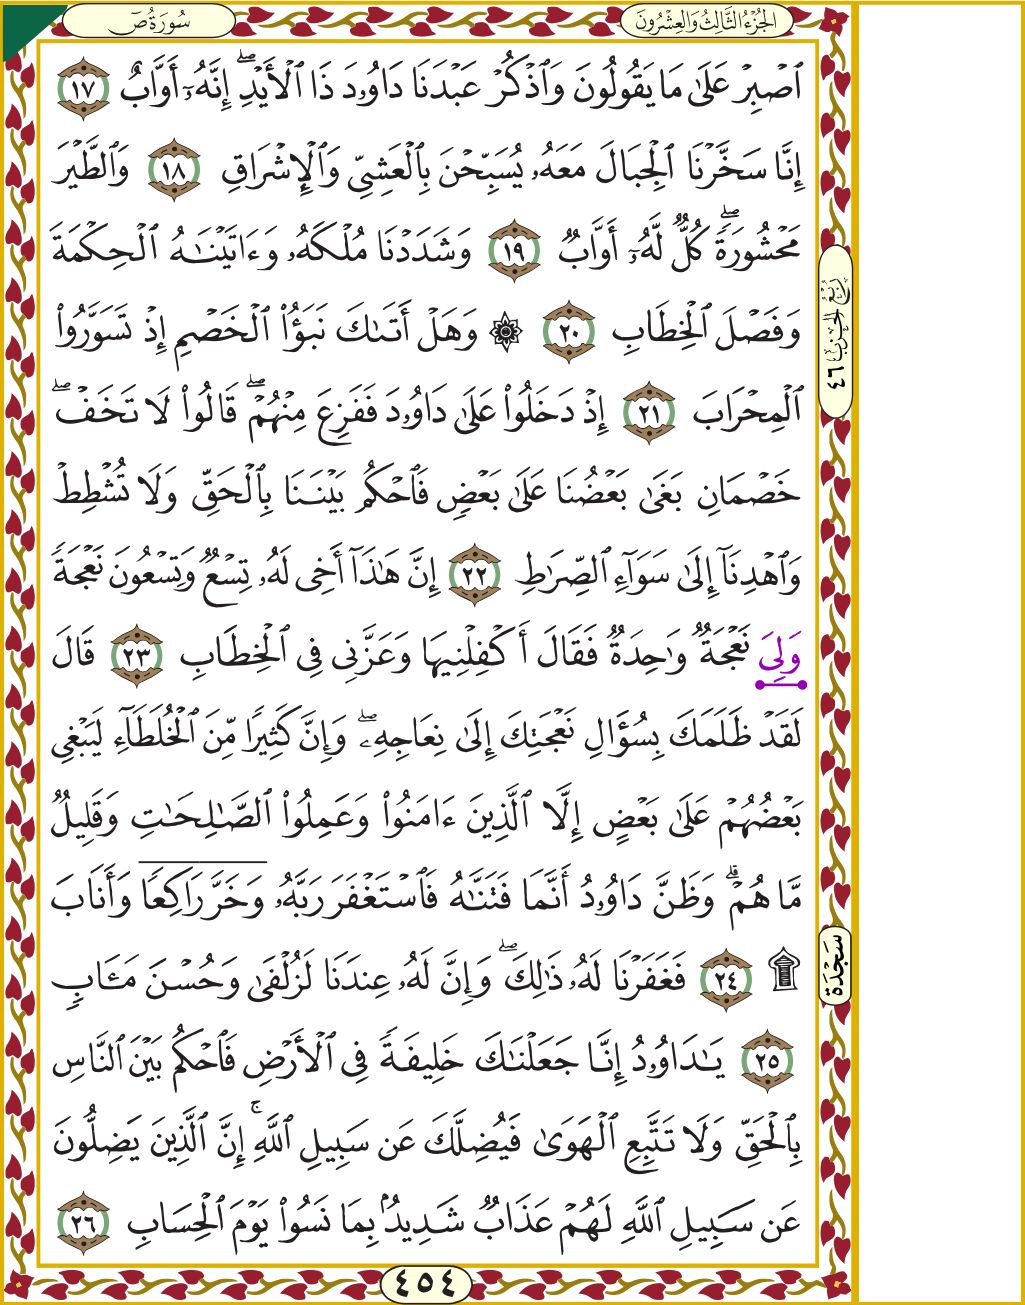 الجُزْءُ الثَّالِثُ وَالعِشْرُونَ
سُورَةُ صٓ
ٱصۡبِرۡ عَلَىٰ مَا يَقُولُونَ وَٱذۡكُرۡ عَبۡدَنَا دَاوُۥدَ ذَا ٱلۡأَيۡدِۖ إِنَّهُۥٓ أَوَّابٌ ١٧
إِنَّا سَخَّرۡنَا ٱلۡجِبَالَ مَعَهُۥ يُسَبِّحۡنَ بِٱلۡعَشِيِّ وَٱلۡإِشۡرَاقِ ١٨ وَٱلطَّيۡرَ
مَحۡشُورَةٗۖ كُلّٞ لَّهُۥٓ أَوَّابٞ ١٩ وَشَدَدۡنَا مُلۡكَهُۥ وَءَاتَيۡنَٰهُ ٱلۡحِكۡمَةَ
وَفَصۡلَ ٱلۡخِطَابِ ٢٠ ۞ وَهَلۡ أَتَىٰكَ نَبَؤُاْ ٱلۡخَصۡمِ إِذۡ تَسَوَّرُواْ
ٱلۡمِحۡرَابَ ٢١ إِذۡ دَخَلُواْ عَلَىٰ دَاوُۥدَ فَفَزِعَ مِنۡهُمۡۖ قَالُواْ لَا تَخَفۡۖ
خَصۡمَانِ بَغَىٰ بَعۡضُنَا عَلَىٰ بَعۡضٖ فَٱحۡكُم بَيۡنَنَا بِٱلۡحَقِّ وَلَا تُشۡطِطۡ
وَٱهۡدِنَآ إِلَىٰ سَوَآءِ ٱلصِّرَٰطِ ٢٢ إِنَّ هَٰذَآ أَخِي لَهُۥ تِسۡعٞ وَتِسۡعُونَ نَعۡجَةٗ
وَلِيَ نَعۡجَةٞ وَٰحِدَةٞ فَقَالَ أَكۡفِلۡنِيهَا وَعَزَّنِي فِي ٱلۡخِطَابِ ٢٣ قَالَ
لَقَدۡ ظَلَمَكَ بِسُؤَالِ نَعۡجَتِكَ إِلَىٰ نِعَاجِهِۦۖ وَإِنَّ كَثِيرٗا مِّنَ ٱلۡخُلَطَآءِ لَيَبۡغِي
بَعۡضُهُمۡ عَلَىٰ بَعۡضٍ إِلَّا ٱلَّذِينَ ءَامَنُواْ وَعَمِلُواْ ٱلصَّٰلِحَٰتِ وَقَلِيلٞ
مَّا هُمۡۗ وَظَنَّ دَاوُۥدُ أَنَّمَا فَتَنَّٰهُ فَٱسۡتَغۡفَرَ رَبَّهُۥ وَخَرَّۤ رَاكِعٗاۤ وَأَنَابَ
۩ ٢٤ فَغَفَرۡنَا لَهُۥ ذَٰلِكَۖ وَإِنَّ لَهُۥ عِندَنَا لَزُلۡفَىٰ وَحُسۡنَ مَـَٔابٖ
٢٥ يَٰدَاوُۥدُ إِنَّا جَعَلۡنَٰكَ خَلِيفَةٗ فِي ٱلۡأَرۡضِ فَٱحۡكُم بَيۡنَ ٱلنَّاسِ
بِٱلۡحَقِّ وَلَا تَتَّبِعِ ٱلۡهَوَىٰ فَيُضِلَّكَ عَن سَبِيلِ ٱللَّهِۚ إِنَّ ٱلَّذِينَ يَضِلُّونَ
عَن سَبِيلِ ٱللَّهِ لَهُمۡ عَذَابٞ شَدِيدُۢ بِمَا نَسُواْ يَوۡمَ ٱلۡحِسَابِ ٢٦
رُبْعُ الحِزْبِ ٤٦
سَجْدَة
٤٥٤